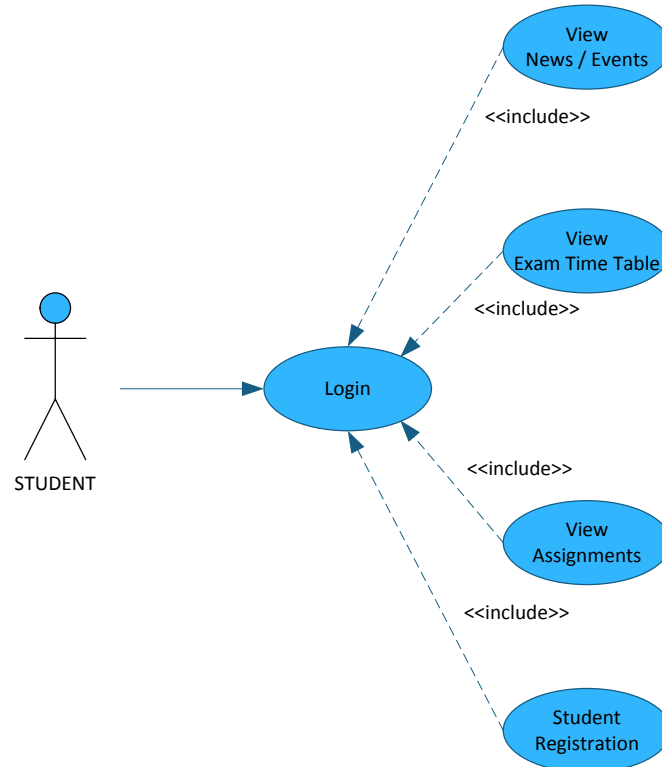 View
News / Events
<<include>>
View
Exam Time Table
<<include>>
Login
STUDENT
<<include>>
View
Assignments
<<include>>
Student
Registration